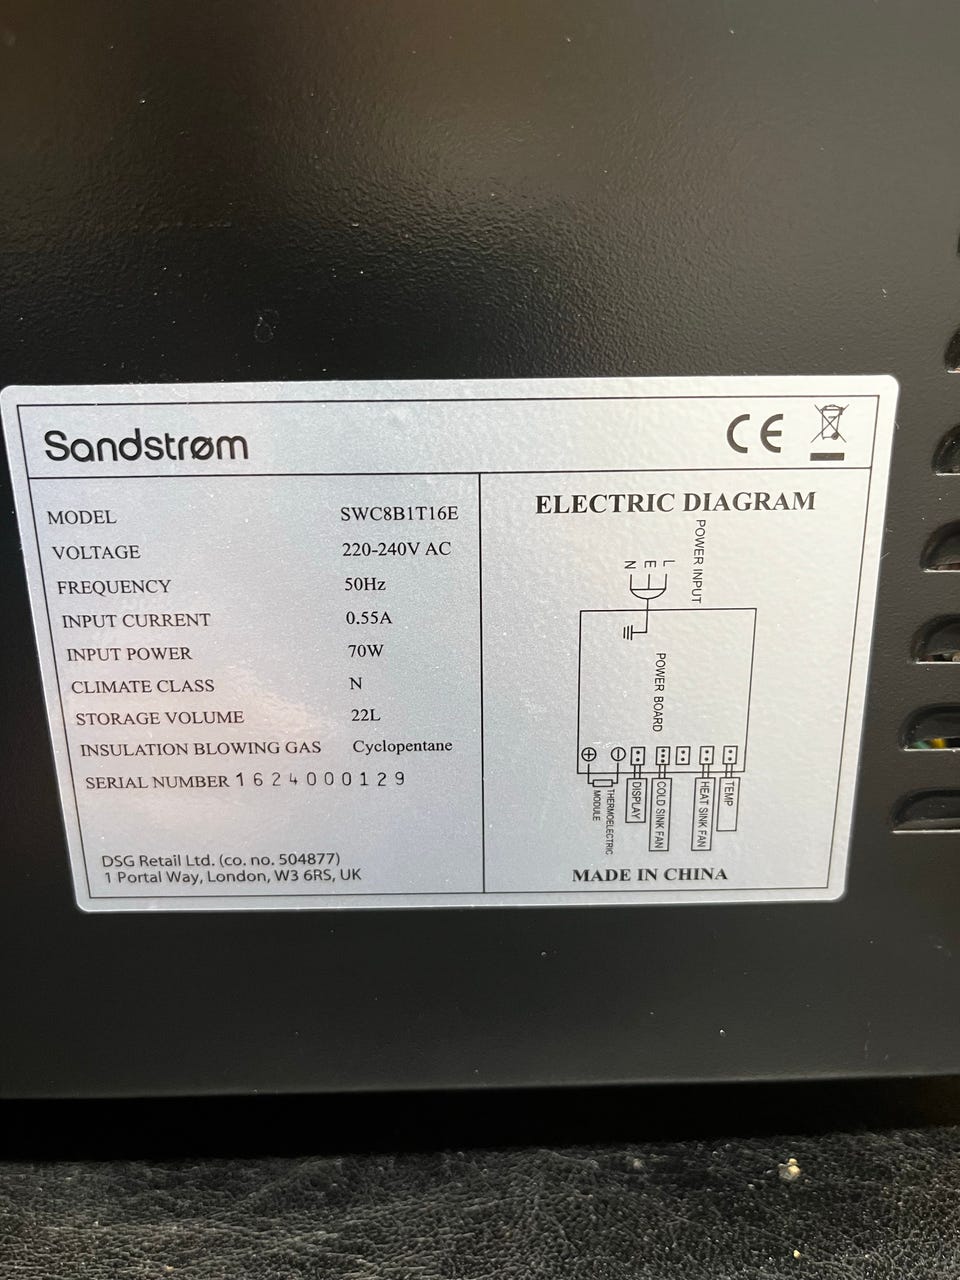 Sandstrøm
CE
MODEL SWC8B1T16E
VOLTAGE 220-240V AC
FREQUENCY 50Hz
INPUT CURRENT 0.55A
INPUT POWER 70W
CLIMATE CLASS N
STORAGE VOLUME 22L
INSULATION BLOWING GAS Cyclopentane
SERIAL NUMBER 1624000129
DSG Retail Ltd. (co. no. 504877)
1 Portal Way, London, W3 6RS, UK
ELECTRIC DIAGRAM
POWER INPUT
L
E
N
POWER BOARD
TEMP
HEAT SINK FAN
COLD SINK FAN
DISPLAY
THERMOELECTRIC
MODULE
MADE IN CHINA